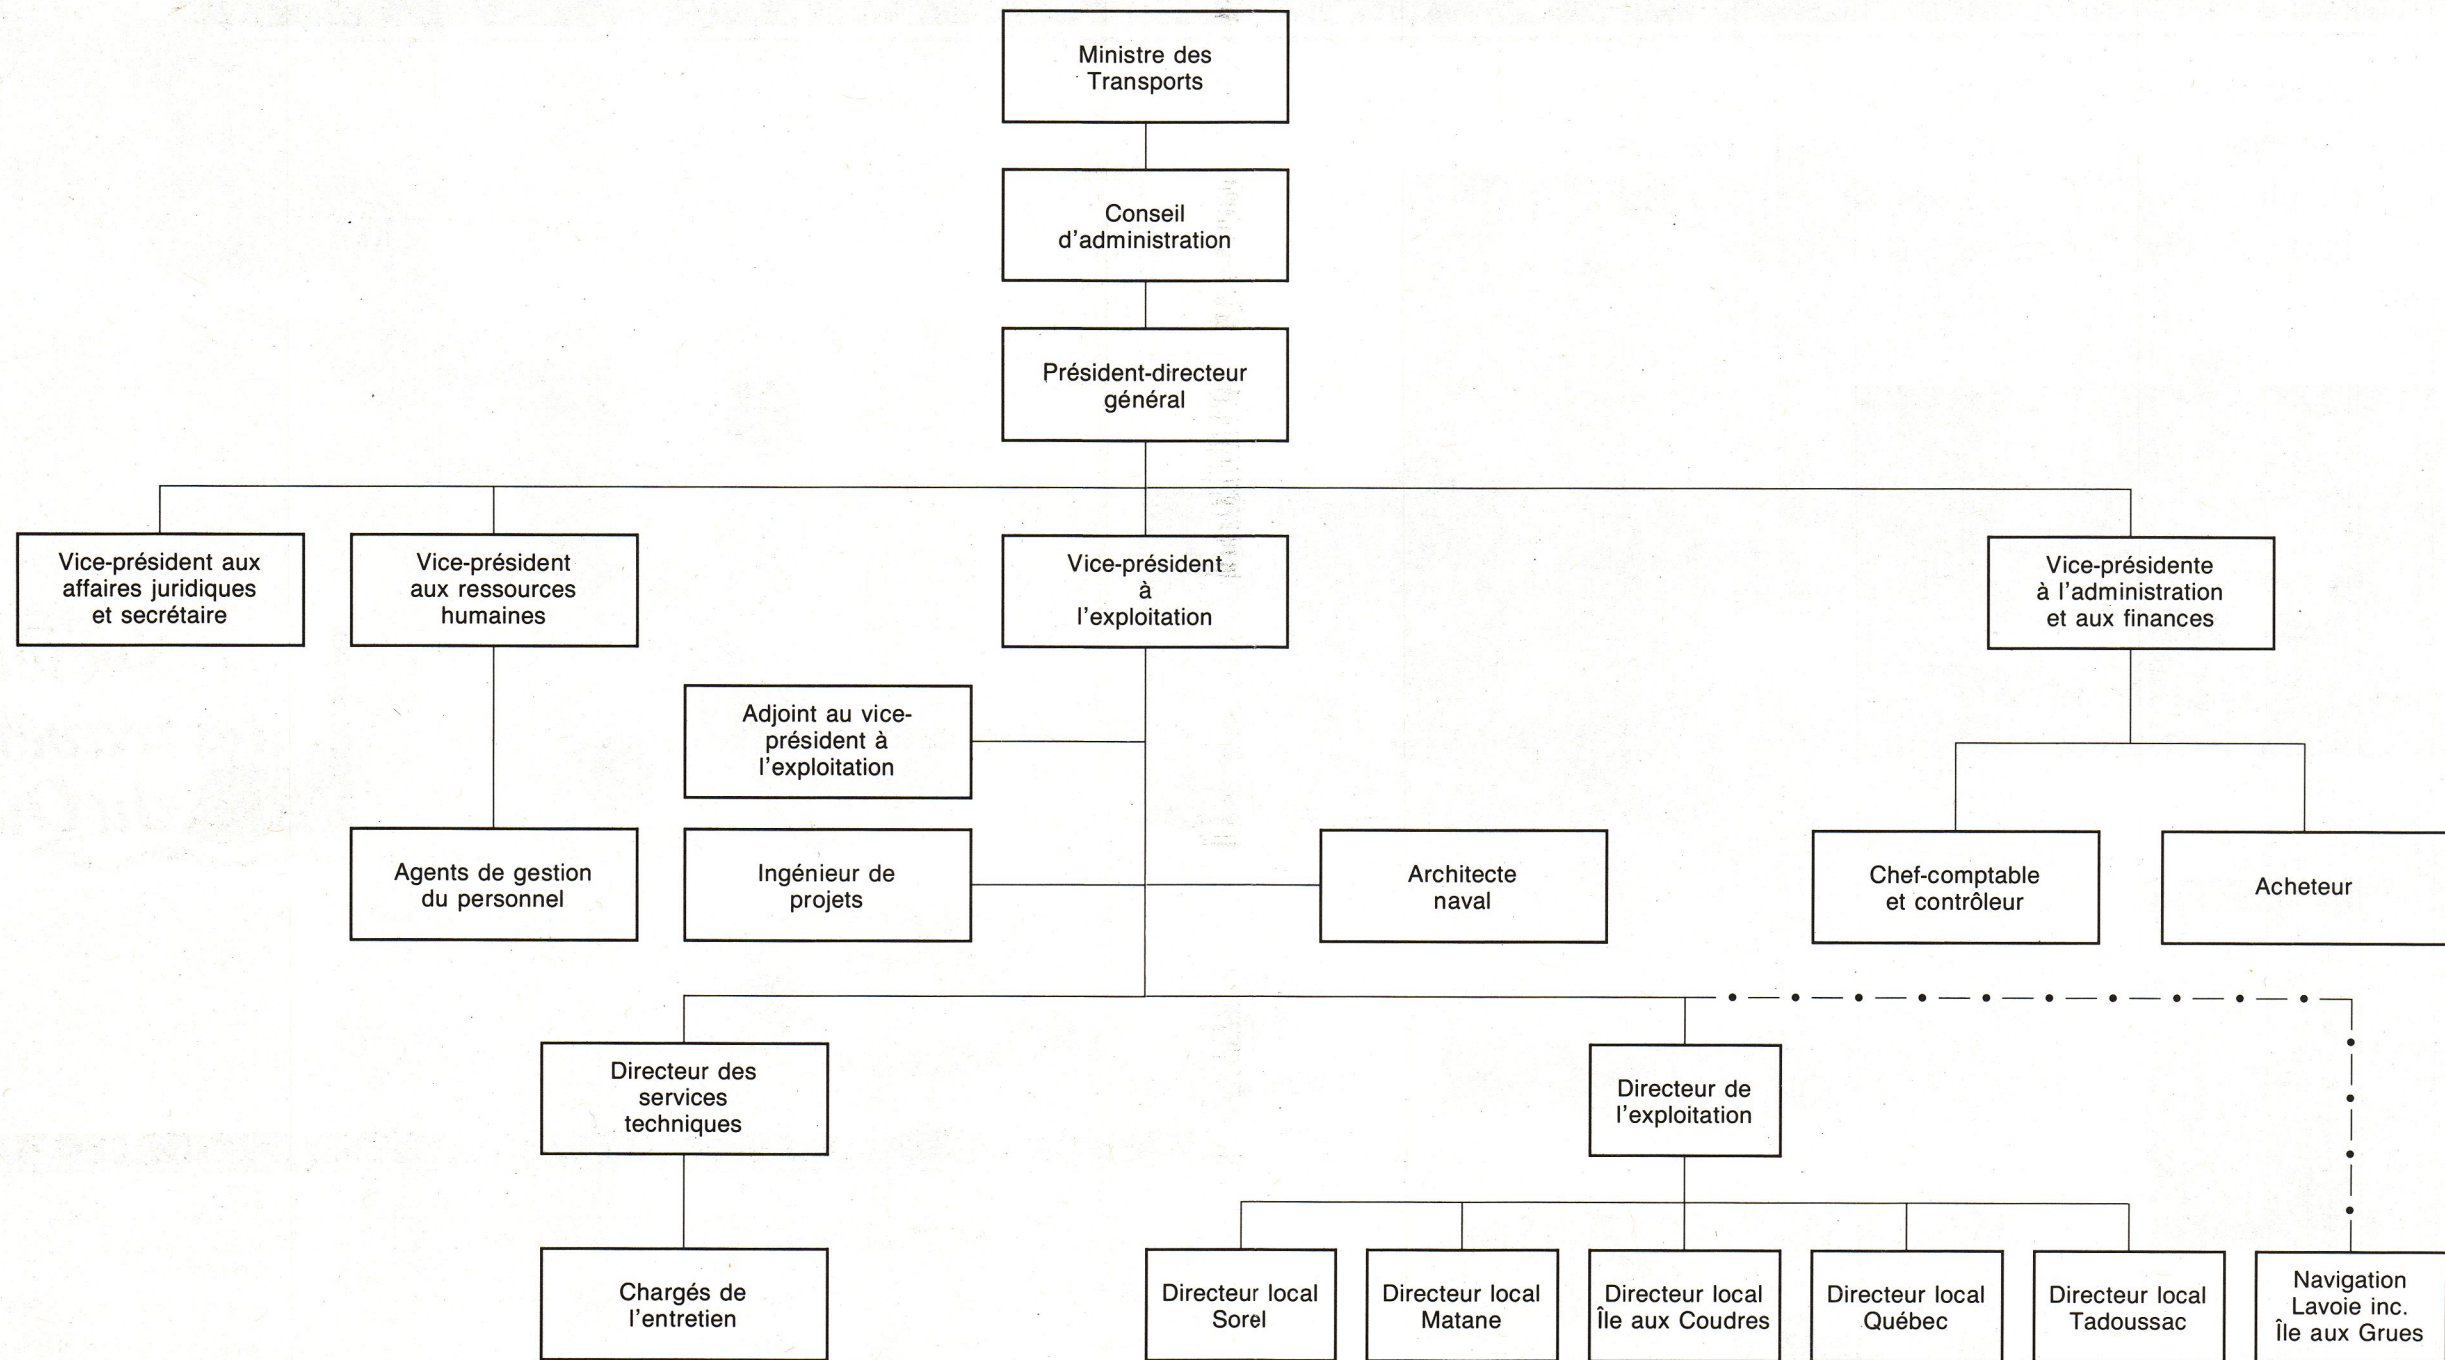 Ministre des
Transports
Conseil
d'administration
Président-directeur
général
Vice-président aux
affaires juridiques
et secrétaire
Vice-président
aux ressources
humaines
Vice-président
à
l'exploitation
Vice-présidente
à l'administration
et aux finances
Adjoint au vice-
président à
l'exploitation
Agents de gestion
du personnel
Ingénieur de
projets
Architecte
naval
Chef-comptable
et contrôleur
Acheteur
Directeur des
services
techniques
Directeur de
l'exploitation
Chargés de
l'entretien
Directeur local
Sorel
Directeur local
Matane
Directeur local
Île aux Coudres
Directeur local
Québec
Directeur local
Tadoussac
Navigation
Lavoie inc.
Île aux Grues